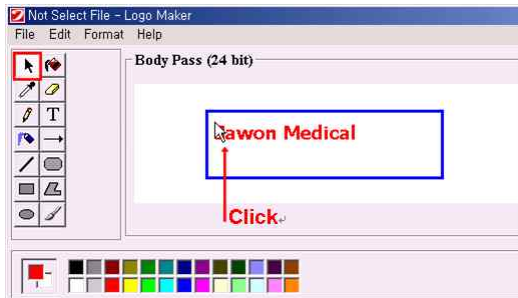 Not Select File - Logo Maker
File Edit Format Help
Body Pass (24 bit)
T
awon Medical
Click